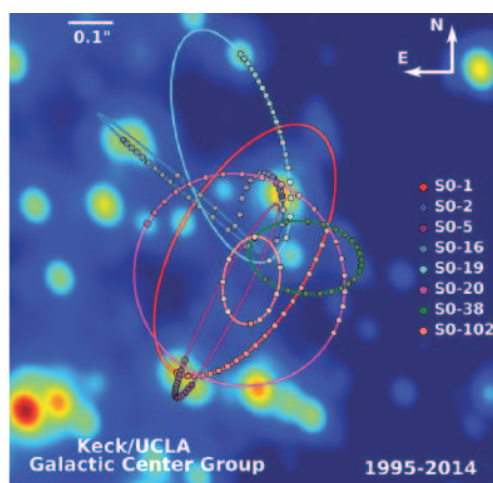 0.1"
N
E
S0-1
S0-2
S0-5
S0-16
S0-19
S0-20
S0-38
S0-102
Keck/UCLA
Galactic Center Group
1995-2014